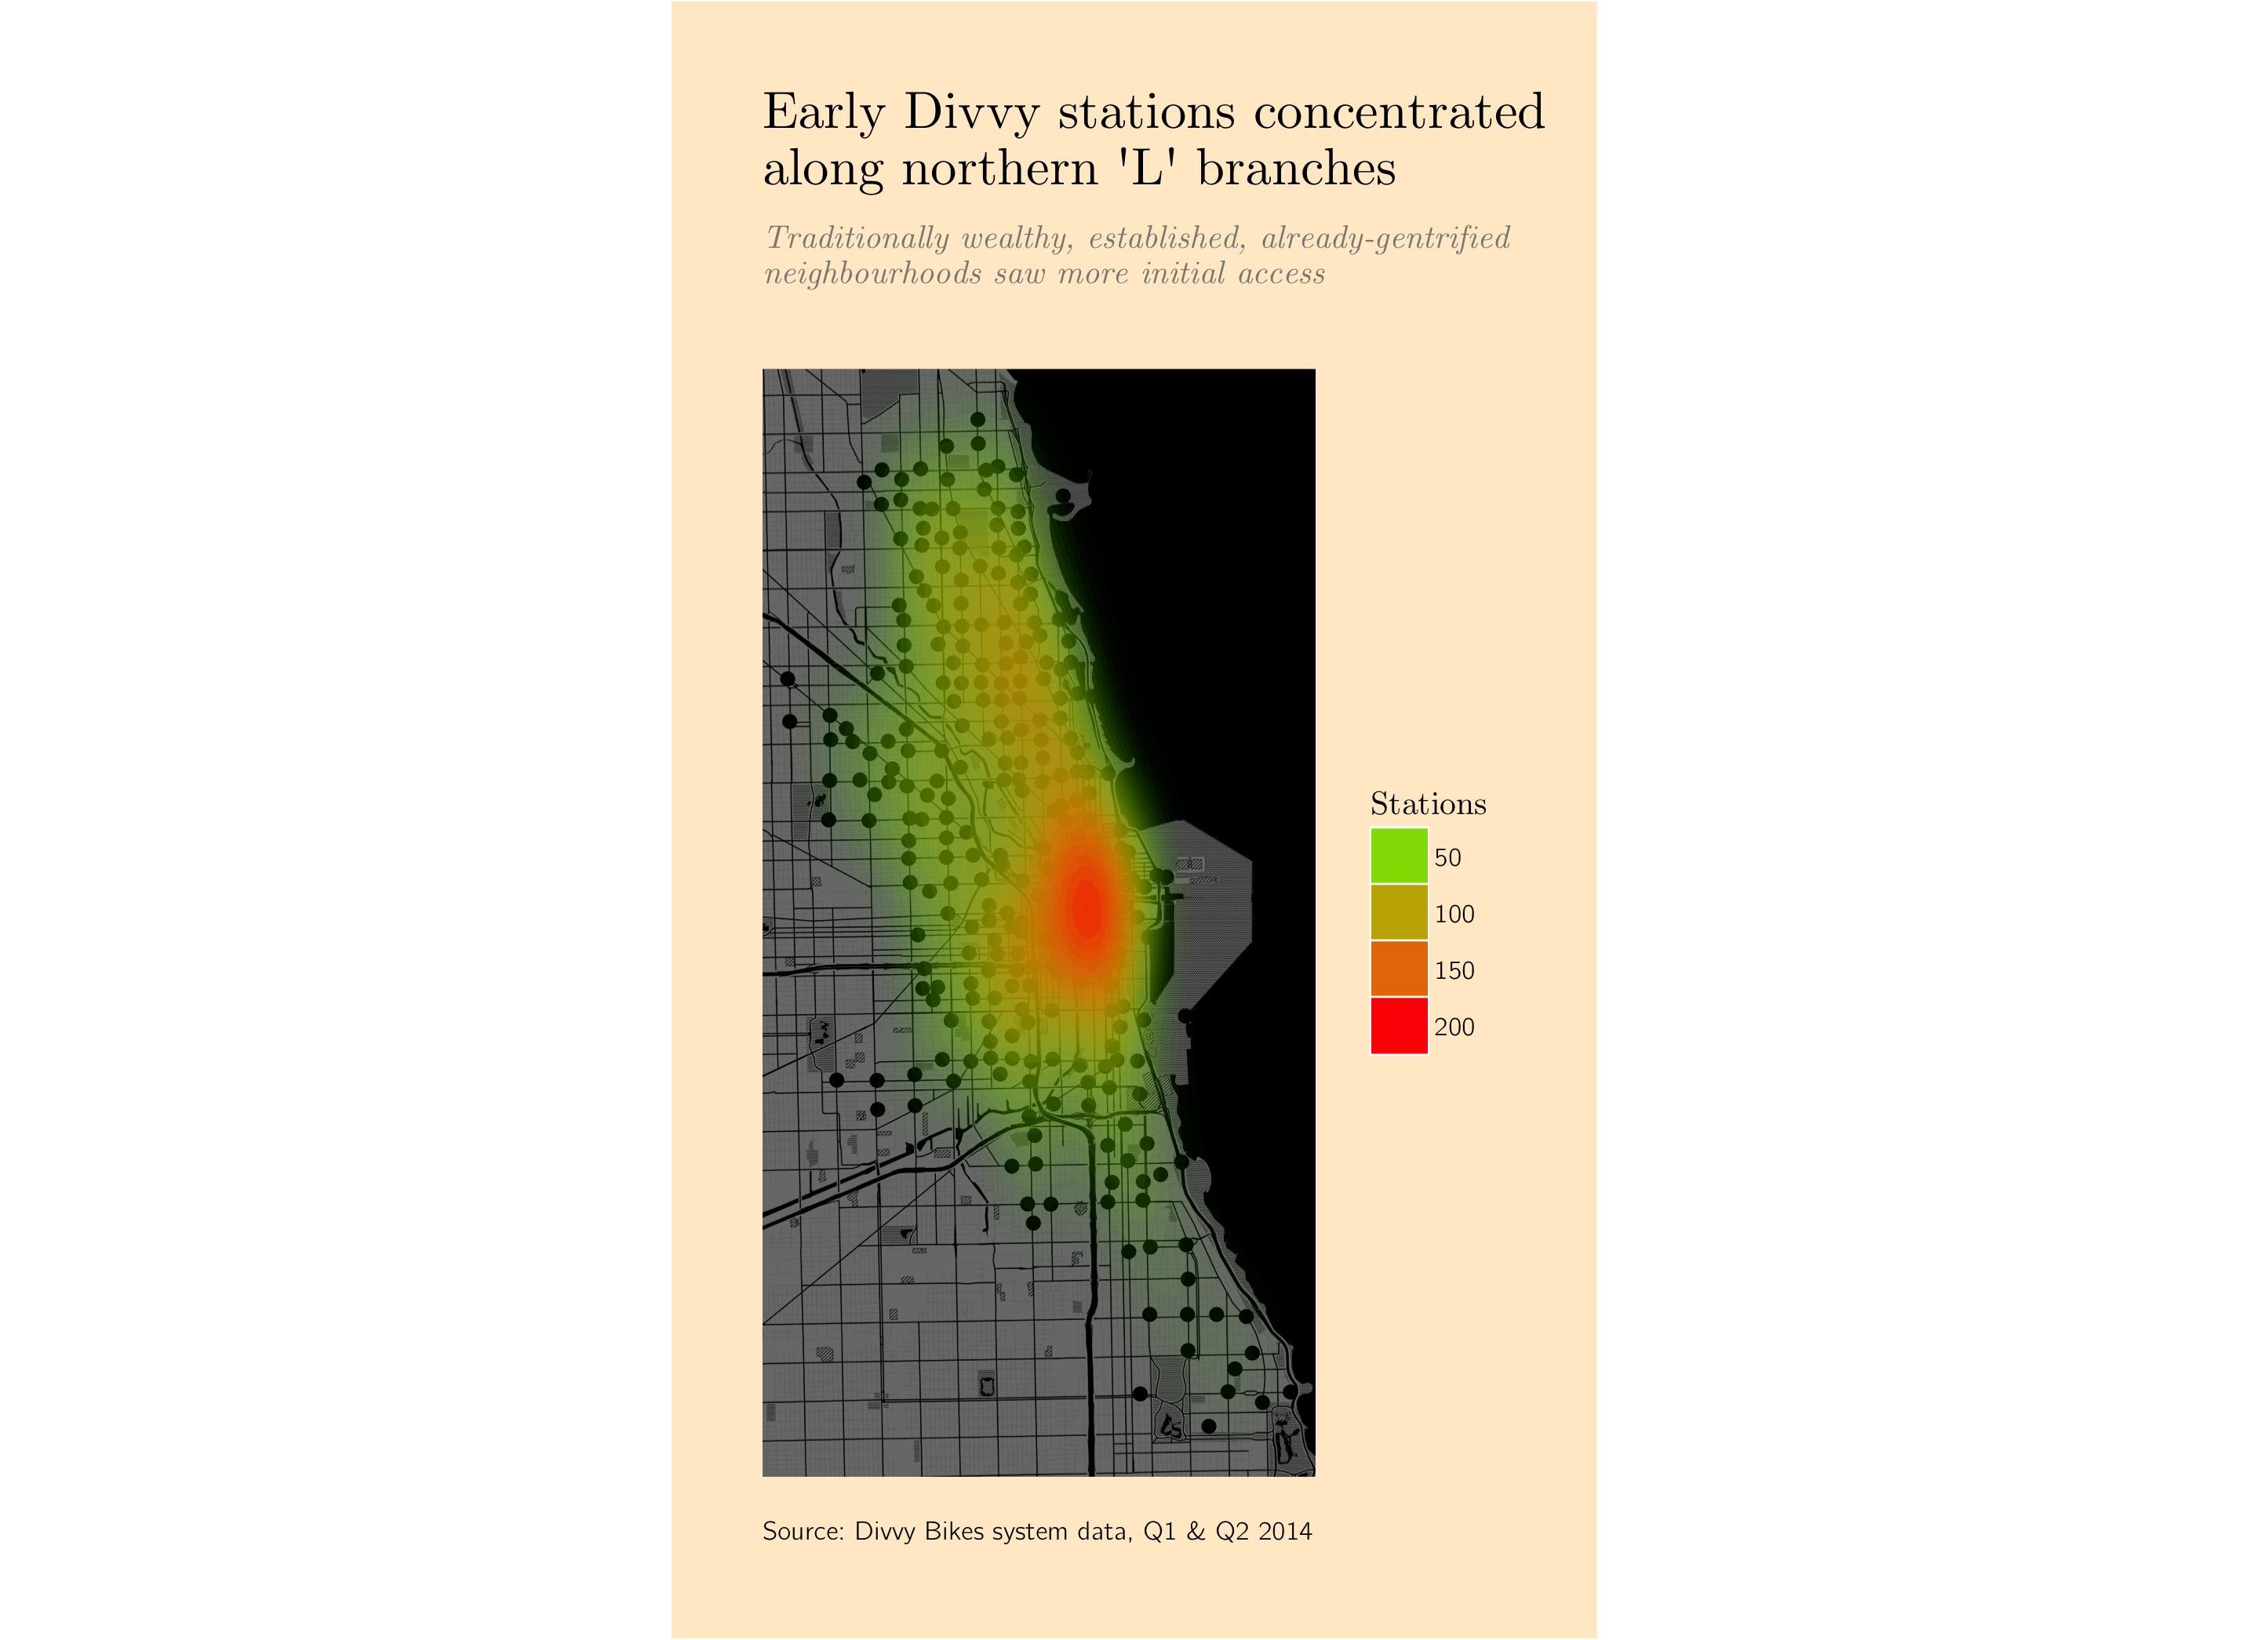 Early Divvy stations concentrated
along northern 'L' branches
Traditionally wealthy, established, already-gentrified
neighbourhoods saw more initial access
Stations
50
100
150
200
Source: Divvy Bikes system data, Q1 & Q2 2014